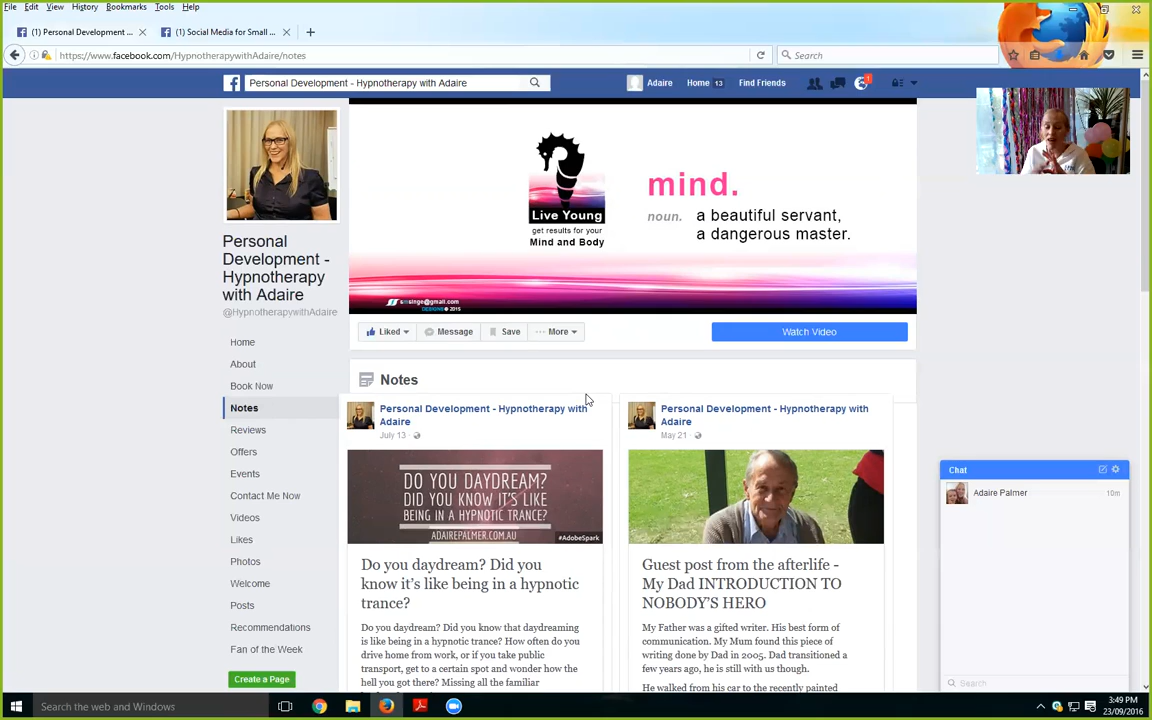 File Edit View History Bookmarks Tools Help
(1) Personal Development ... (1) Social Media for Small ...
https://www.facebook.com/HypnotherapywithAdaire/notes Search
Personal Development - Hypnotherapy with Adaire Adaire Home 13 Find Friends 1
mind.
noun. a beautiful servant,
a dangerous master.
Live Young
get results for your
Mind and Body
DESIGNS © 2015
Personal
Development -
Hypnotherapy
with Adaire
@HypnotherapywithAdaire
Liked Message Save More Watch Video
Home
About
Book Now
Notes
Reviews
Offers
Events
Contact Me Now
Videos
Likes
Photos
Welcome
Posts
Recommendations
Fan of the Week
Create a Page
Notes
Personal Development - Hypnotherapy with
Adaire
July 13
DO YOU DAYDREAM?
DID YOU KNOW IT'S LIKE
BEING IN A HYPNOTIC TRANCE?
ADAIREPALMER.COM.AU
#AdobeSpark
Do you daydream? Did you
know it's like being in a hypnotic
trance?
Do you daydream? Did you know that daydreaming
is like being in a hypnotic trance? How often do you
drive home from work, or if you take public
transport, get to a certain spot and wonder how the
hell you got there? Missing all the familiar
Personal Development - Hypnotherapy with
Adaire
May 21
Guest post from the afterlife -
My Dad INTRODUCTION TO
NOBODY'S HERO
My Father was a gifted writer. His best form of
communication. My Mum found this piece of
writing done by Dad in 2005. Dad transitioned a
few years ago, he is still with us though.
He walked from his car to the recently painted
Chat
Adaire Palmer 10m
Search
Search the web and Windows
3:49 PM
23/09/2016